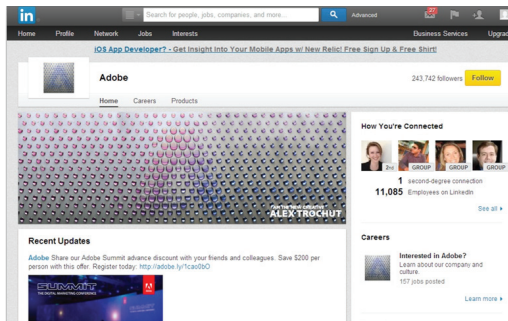 in
Search for people, jobs, companies, and more...
Advanced
37
Home Profile Network Jobs Interests Business Services
iOS App Developer? - Get Insight Into Your Mobile Apps w/ New Relic! Free Sign Up & Free Shirt!
Adobe
243,742 followers Follow
Home Careers Products
I AM THE NEW CREATIVE
ALEX TROCHUT
How You're Connected
2nd GROUP GROUP GROUP
1 second-degree connection
11,085 Employees on LinkedIn
See all
Careers
Interested in Adobe?
Learn about our company and
culture.
157 jobs posted
Learn more
Recent Updates
Adobe Share our Adobe Summit advance discount with your friends and colleagues. Save $200 per
person with this offer. Register today: http://adobe.ly/1cao0bO
SUMMIT
THE DIGITAL MARKETING CONFERENCE